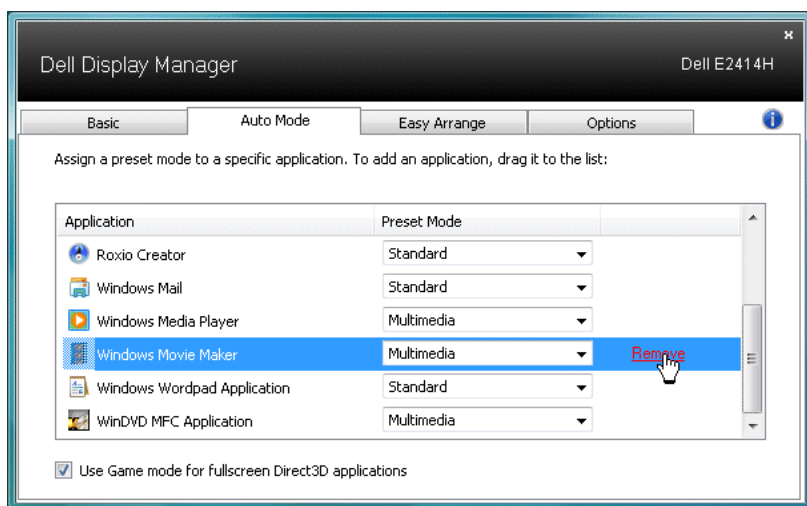 x
Dell Display Manager
Dell E2414H
Basic Auto Mode Easy Arrange Options
Assign a preset mode to a specific application. To add an application, drag it to the list:
Application Preset Mode
Roxio Creator Standard
Windows Mail Standard
Windows Media Player Multimedia
Windows Movie Maker Multimedia Remove
Windows Wordpad Application Standard
WinDVD MFC Application Multimedia
Use Game mode for fullscreen Direct3D applications